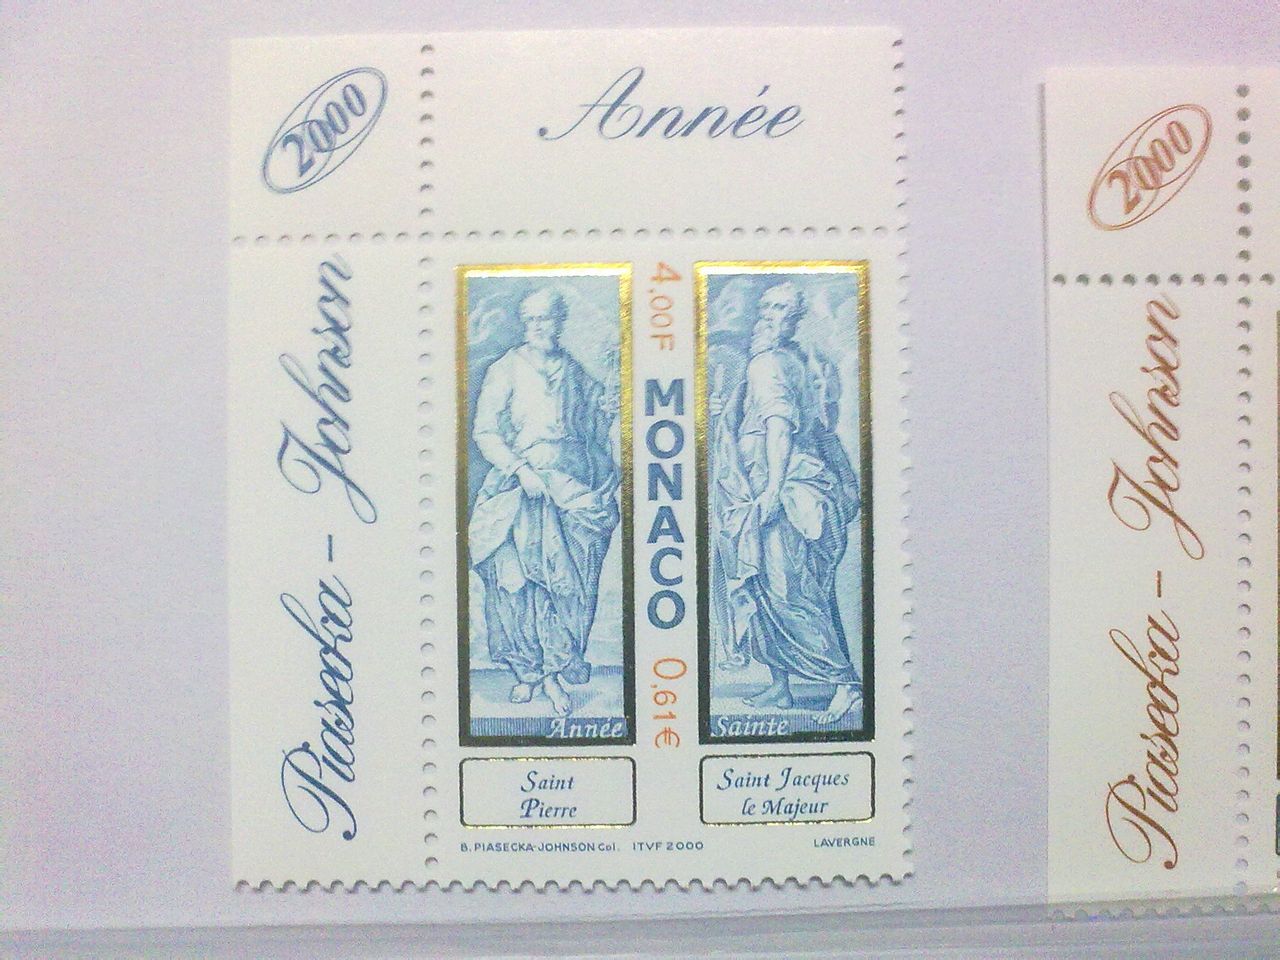 2000
Année
Piasecka - Johnson
4,00F
MONACO
0,61€
Année
Sainte
Saint
Pierre
Saint Jacques
le Majeur
B. PIASECKA-JOHNSON Col. ITVF 2000
LAVERGNE
2000
Piasecka - Johnson